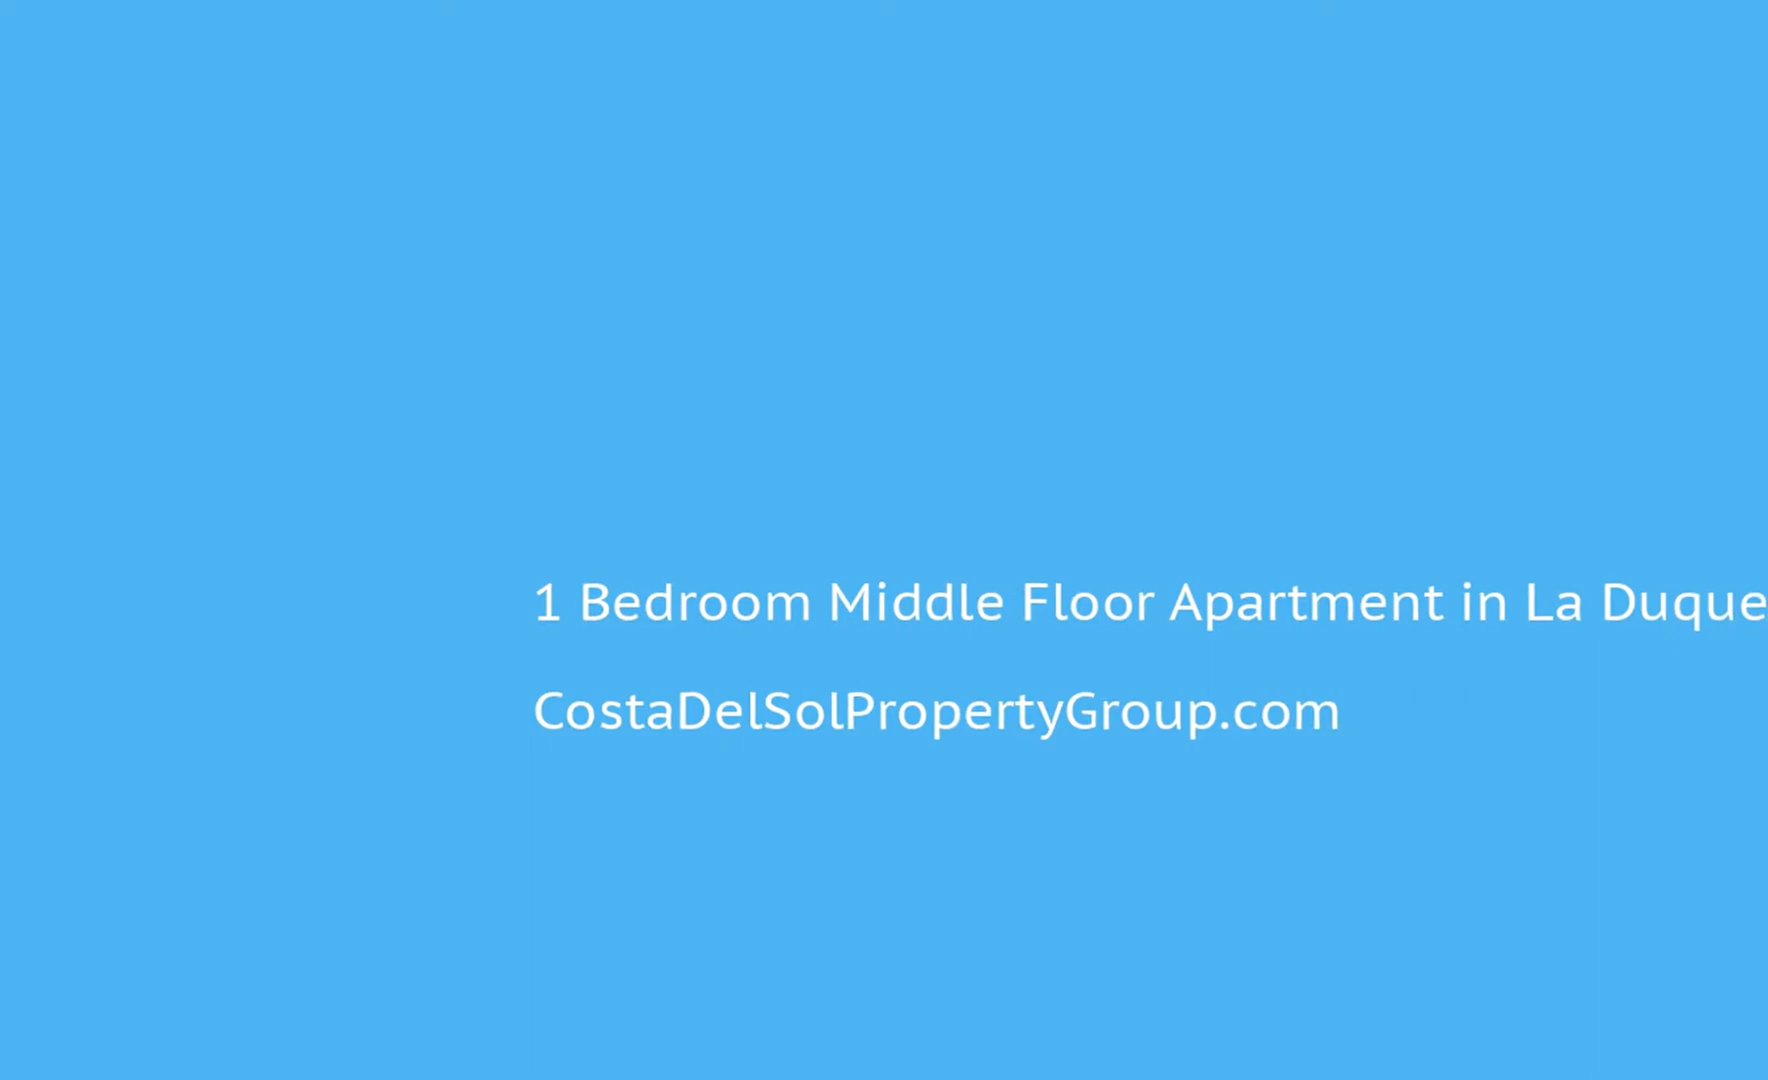 1 Bedroom Middle Floor Apartment in La Duque
CostaDelSolPropertyGroup.com